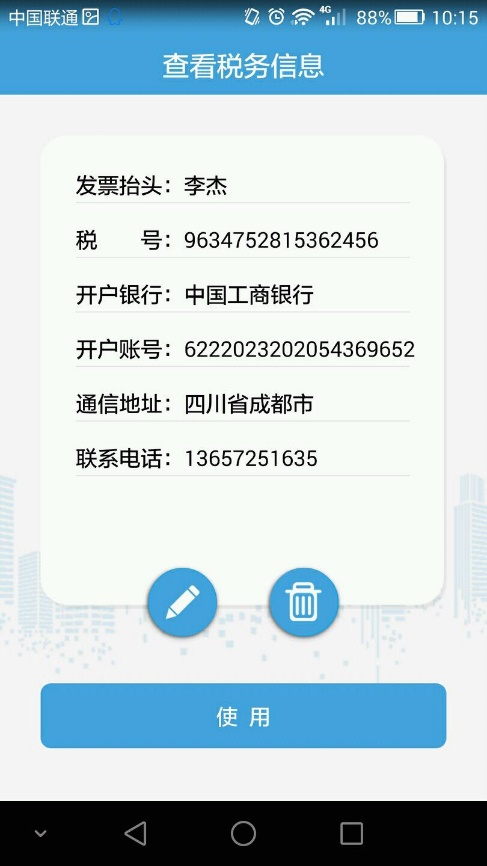 中国联通 4G 88% 10:15
查看税务信息
发票抬头：李杰
税 号：9634752815362456
开户银行：中国工商银行
开户账号：6222023202054369652
通信地址：四川省成都市
联系电话：13657251635
使 用